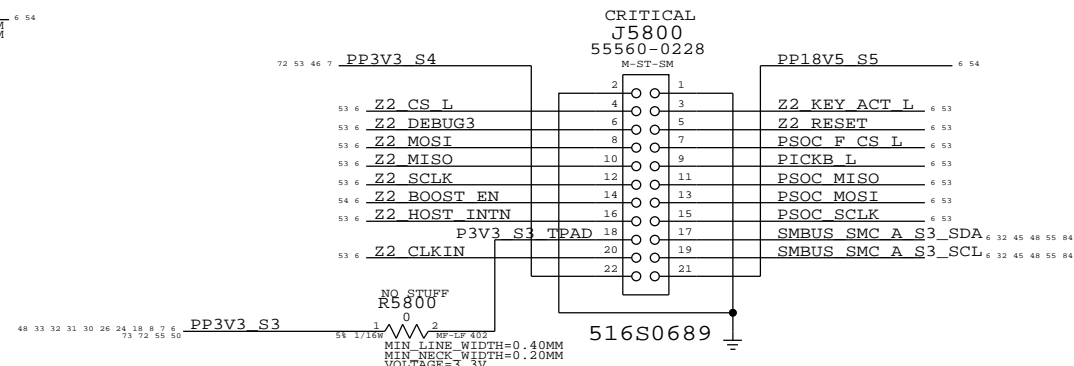 6 54
M
M
CRITICAL
J5800
55560-0228
M-ST-SM
72 53 46 7 PP3V3_S4
PP18V5_S5 6 54
2 1
53 6 Z2_CS_L 4 3 Z2_KEY_ACT_L 6 53
53 6 Z2_DEBUG3 6 5 Z2_RESET 6 53
53 6 Z2_MOSI 8 7 PSOC_F_CS_L 6 53
53 6 Z2_MISO 10 9 PICKB_L 6 53
53 6 Z2_SCLK 12 11 PSOC_MISO 6 53
54 6 Z2_BOOST_EN 14 13 PSOC_MOSI 6 53
53 6 Z2_HOST_INTN 16 15 PSOC_SCLK 6 53
P3V3_S3_TPAD 18 17 SMBUS_SMC_A_S3_SDA 6 32 45 48 55 84
53 6 Z2_CLKIN 20 19 SMBUS_SMC_A_S3_SCL 6 32 45 48 55 84
22 21
NO STUFF
R5800
0
48 33 32 31 30 26 24 18 8 7 6 PP3V3_S3 1 2
73 72 55 50
5% 1/16W MF-LF 402
516S0689
MIN_LINE_WIDTH=0.40MM
MIN_NECK_WIDTH=0.20MM
VOLTAGE=3.3V